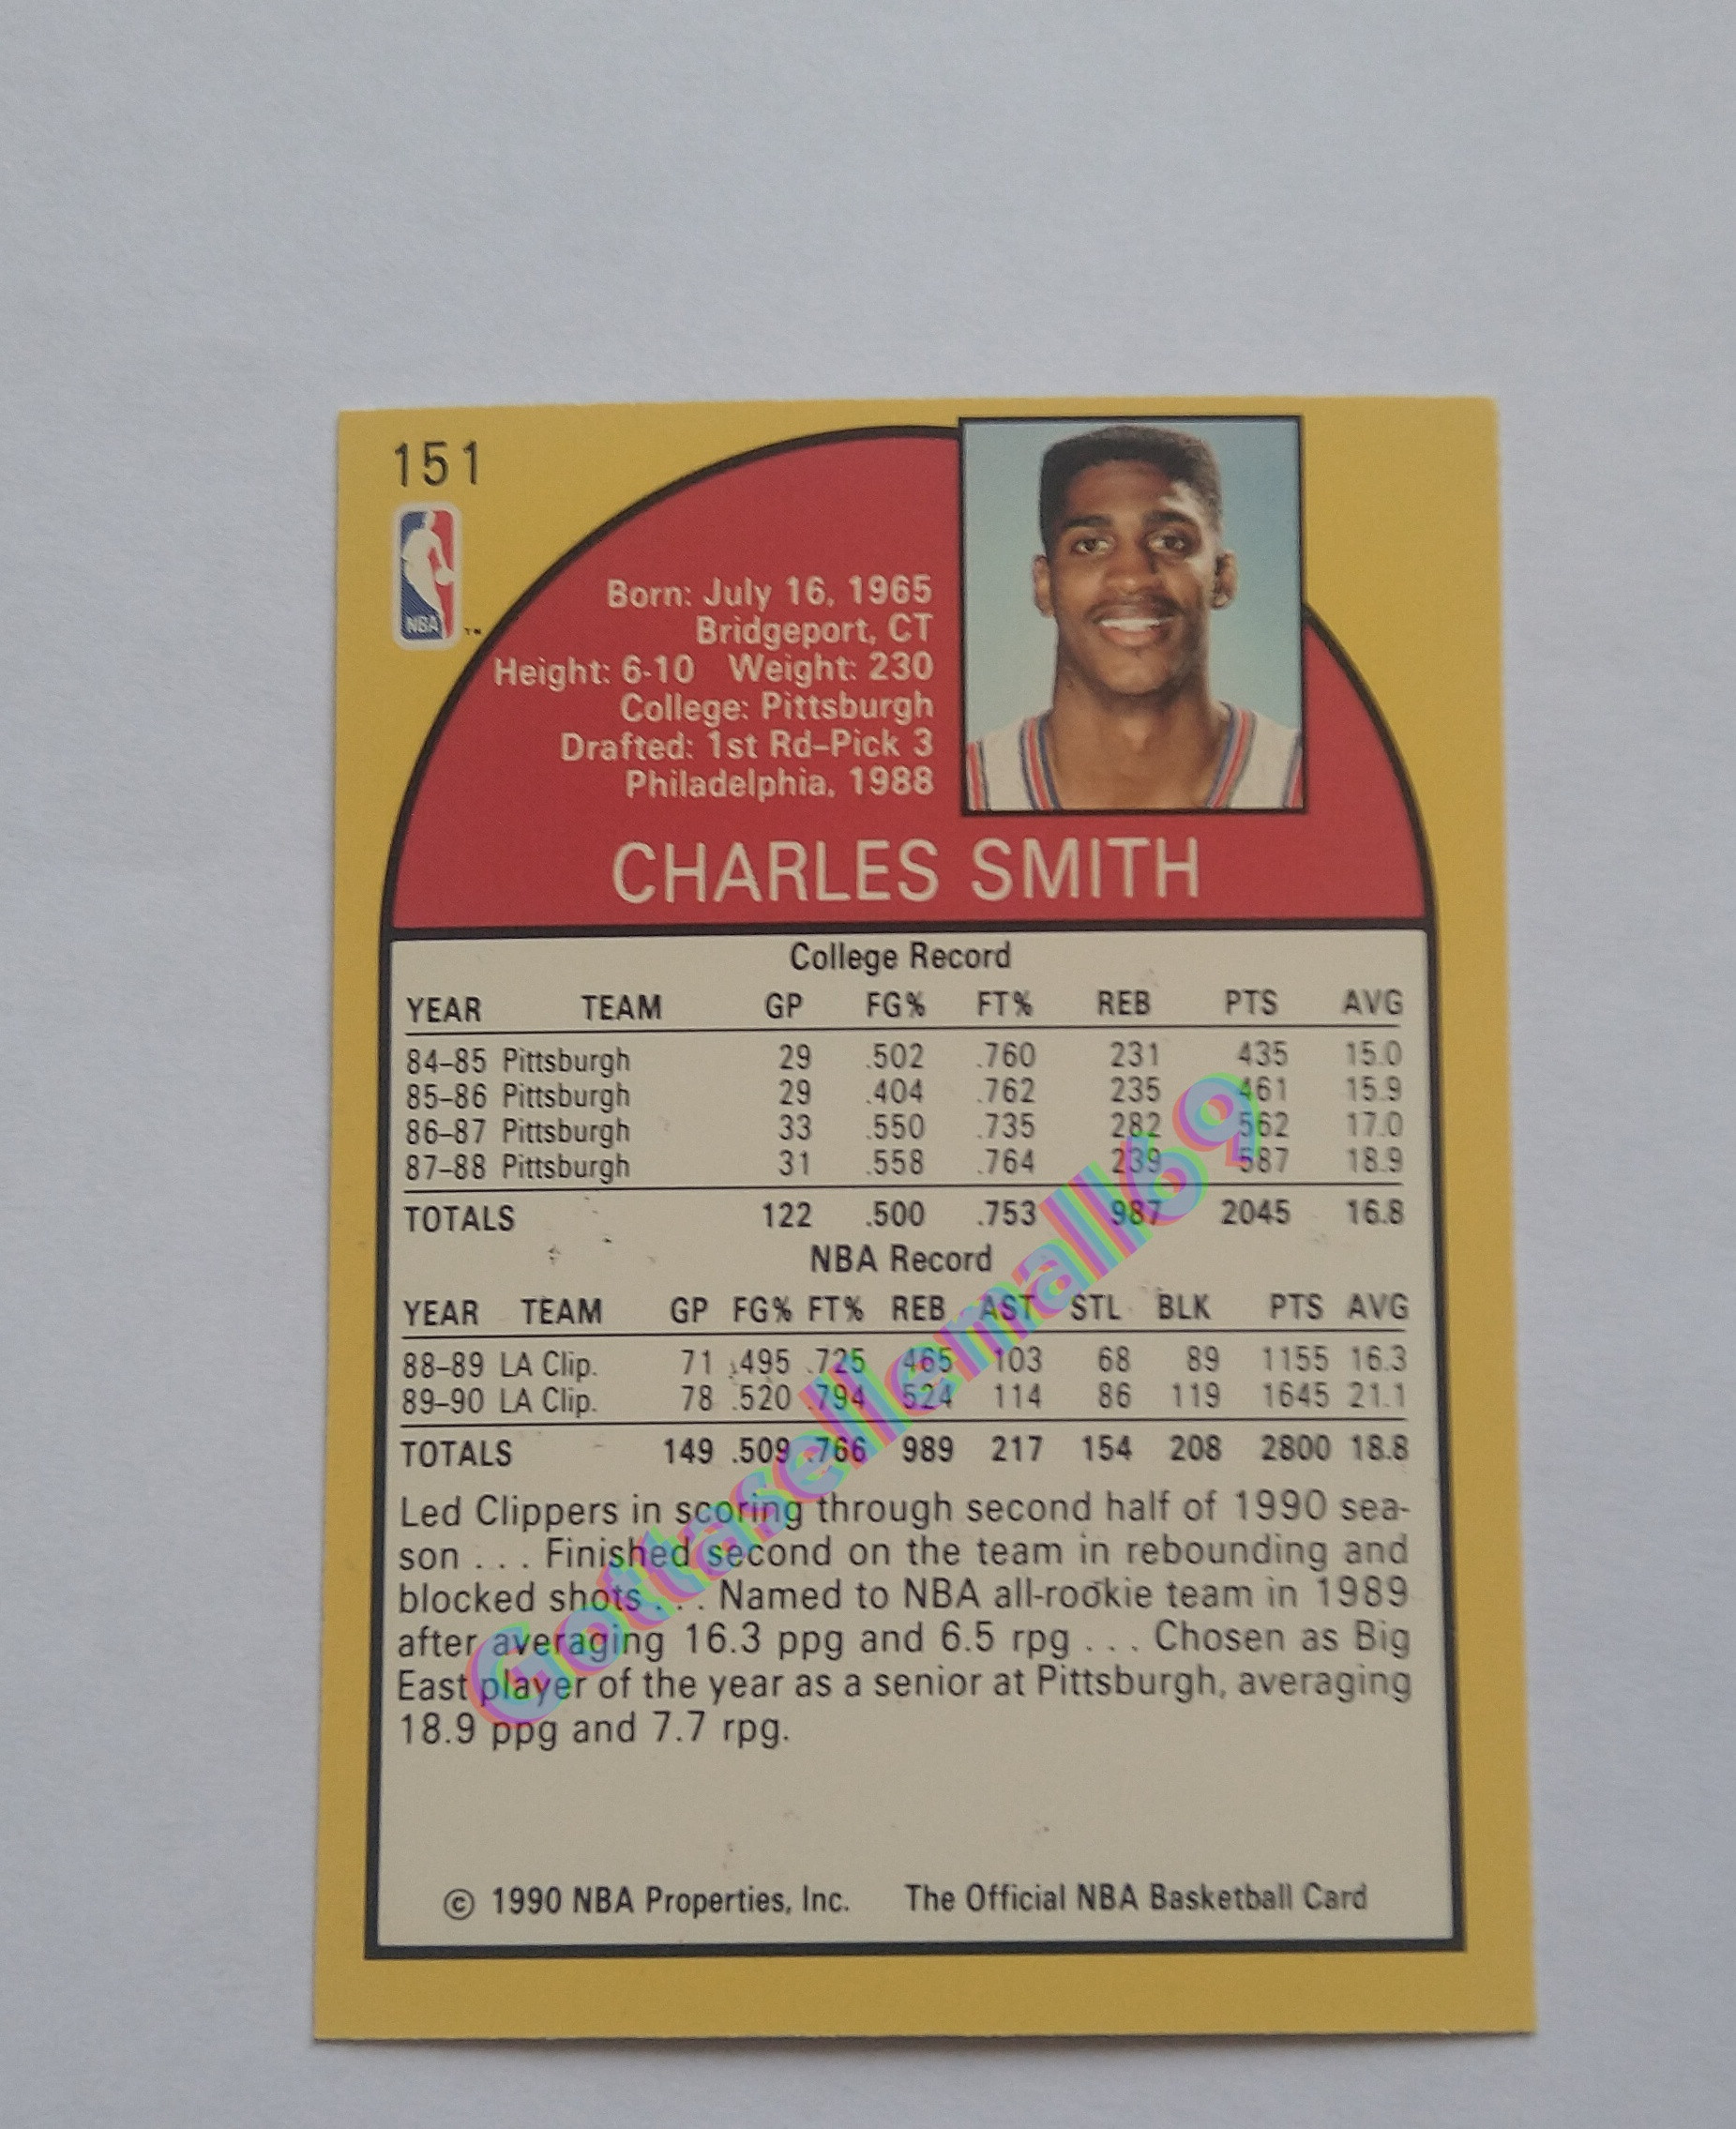 151
NBA
TM
Born: July 16, 1965
Bridgeport, CT
Height: 6-10 Weight: 230
College: Pittsburgh
Drafted: 1st Rd–Pick 3
Philadelphia, 1988
CHARLES SMITH
College Record
YEAR TEAM GP FG% FT% REB PTS AVG
84–85 Pittsburgh 29 .502 .760 231 435 15.0
85–86 Pittsburgh 29 .404 .762 235 461 15.9
86–87 Pittsburgh 33 .550 .735 282 562 17.0
87–88 Pittsburgh 31 .558 .764 239 587 18.9
TOTALS 122 .500 .753 987 2045 16.8
NBA Record
YEAR TEAM GP FG% FT% REB AST STL BLK PTS AVG
88–89 LA Clip. 71 .495 .725 465 103 68 89 1155 16.3
89–90 LA Clip. 78 .520 .794 524 114 86 119 1645 21.1
TOTALS 149 .509 .766 989 217 154 208 2800 18.8
Led Clippers in scoring through second half of 1990 sea-
son . . . Finished second on the team in rebounding and
blocked shots . . . Named to NBA all-rookie team in 1989
after averaging 16.3 ppg and 6.5 rpg . . . Chosen as Big
East player of the year as a senior at Pittsburgh, averaging
18.9 ppg and 7.7 rpg.
© 1990 NBA Properties, Inc. The Official NBA Basketball Card
Gottasellemall69